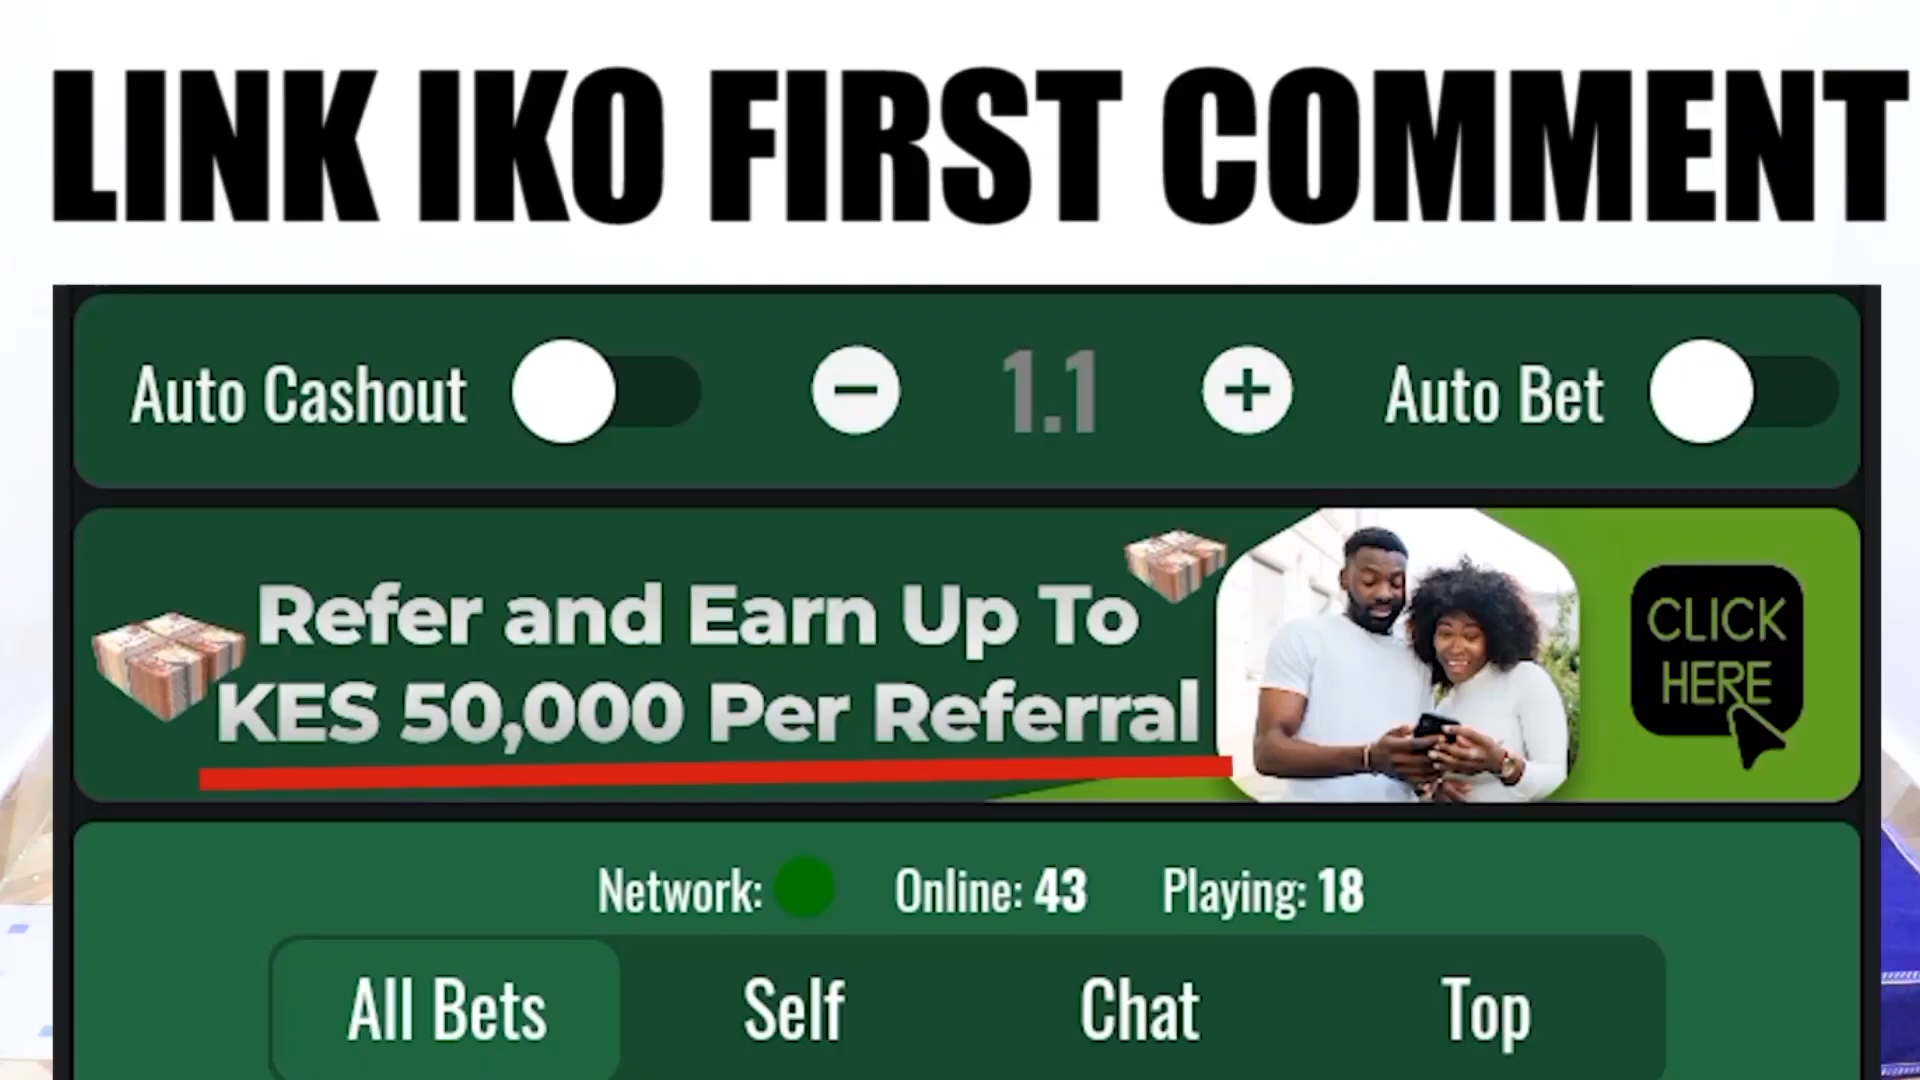 LINK IKO FIRST COMMENT
Auto Cashout 1.1 Auto Bet
Refer and Earn Up To
KES 50,000 Per Referral
CLICK
HERE
Network: Online: 43 Playing: 18
All Bets Self Chat Top